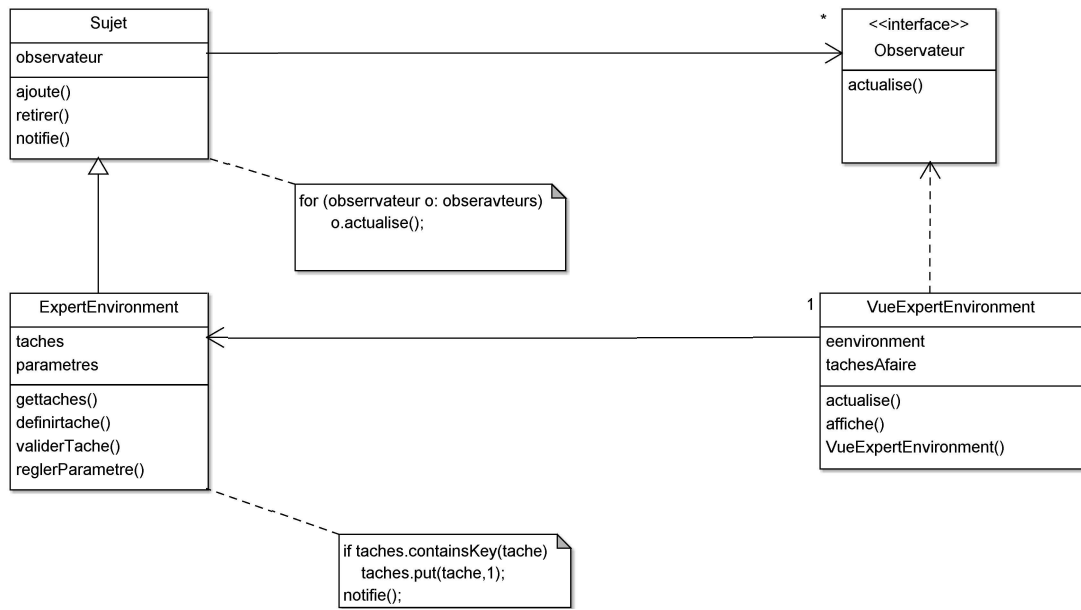 Sujet
observateur
ajoute()
retirer()
notifie()
*
<<interface>>
Observateur
actualise()
for (obserrvateur o: obseravteurs)
o.actualise();
ExpertEnvironment
taches
parametres
gettaches()
definirtache()
validerTache()
reglerParametre()
1
VueExpertEnvironment
eenvironment
tachesAfaire
actualise()
affiche()
VueExpertEnvironment()
if taches.containsKey(tache)
taches.put(tache,1);
notifie();